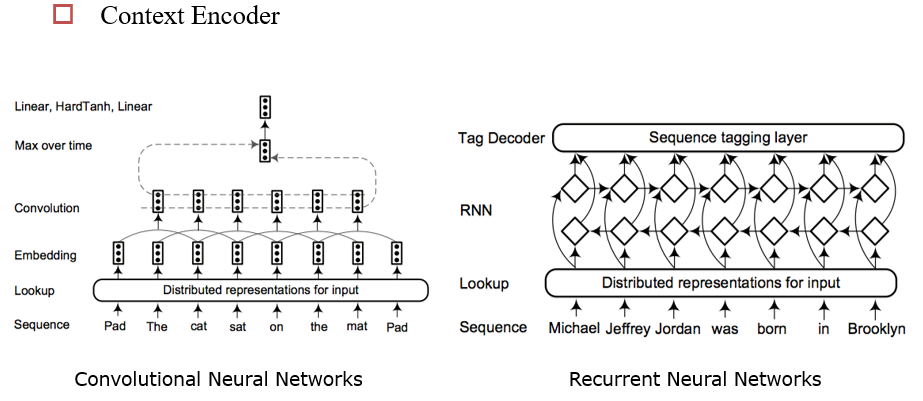 Context Encoder
Linear, HardTanh, Linear
Max over time
Convolution
Embedding
Lookup
Distributed representations for input
Sequence
Pad The cat sat on the mat Pad
Convolutional Neural Networks
Tag Decoder
Sequence tagging layer
RNN
Lookup
Distributed representations for input
Sequence
Michael Jeffrey Jordan was born in Brooklyn
Recurrent Neural Networks